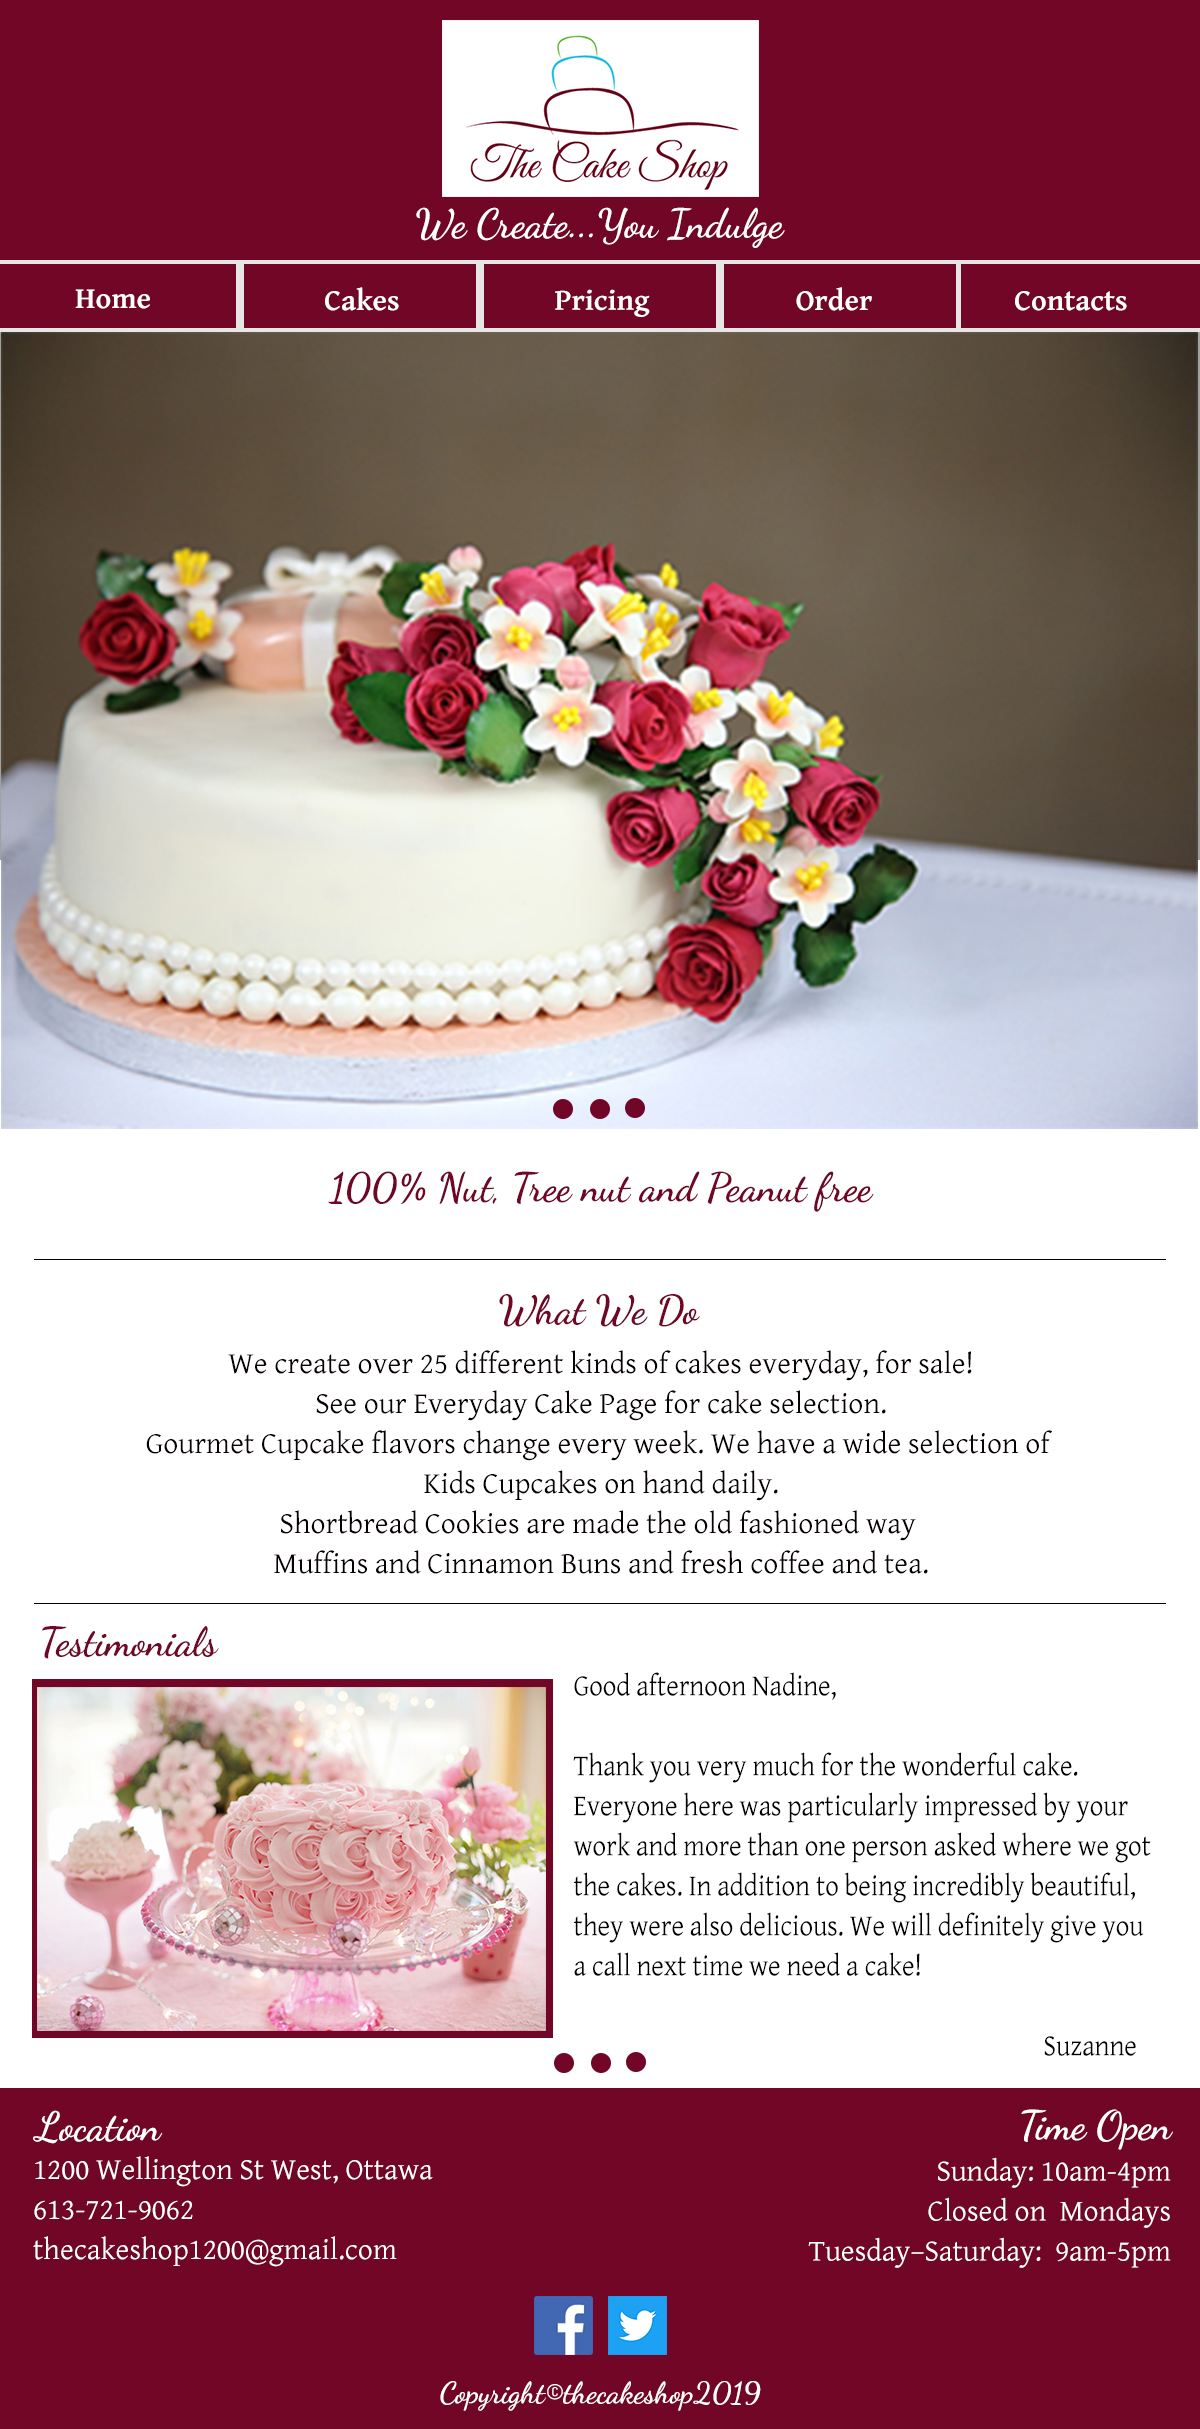 The Cake Shop
We Create...You Indulge
Home
Cakes
Pricing
Order
Contacts
100% Nut, Tree nut and Peanut free
What We Do
We create over 25 different kinds of cakes everyday, for sale!
See our Everyday Cake Page for cake selection.
Gourmet Cupcake flavors change every week. We have a wide selection of
Kids Cupcakes on hand daily.
Shortbread Cookies are made the old fashioned way
Muffins and Cinnamon Buns and fresh coffee and tea.
Testimonials
Good afternoon Nadine,
Thank you very much for the wonderful cake.
Everyone here was particularly impressed by your
work and more than one person asked where we got
the cakes. In addition to being incredibly beautiful,
they were also delicious. We will definitely give you
a call next time we need a cake!
Suzanne
Location
1200 Wellington St West, Ottawa
613-721-9062
thecakeshop1200@gmail.com
Time Open
Sunday: 10am-4pm
Closed on  Mondays
Tuesday–Saturday:  9am-5pm
Copyright©thecakeshop2019